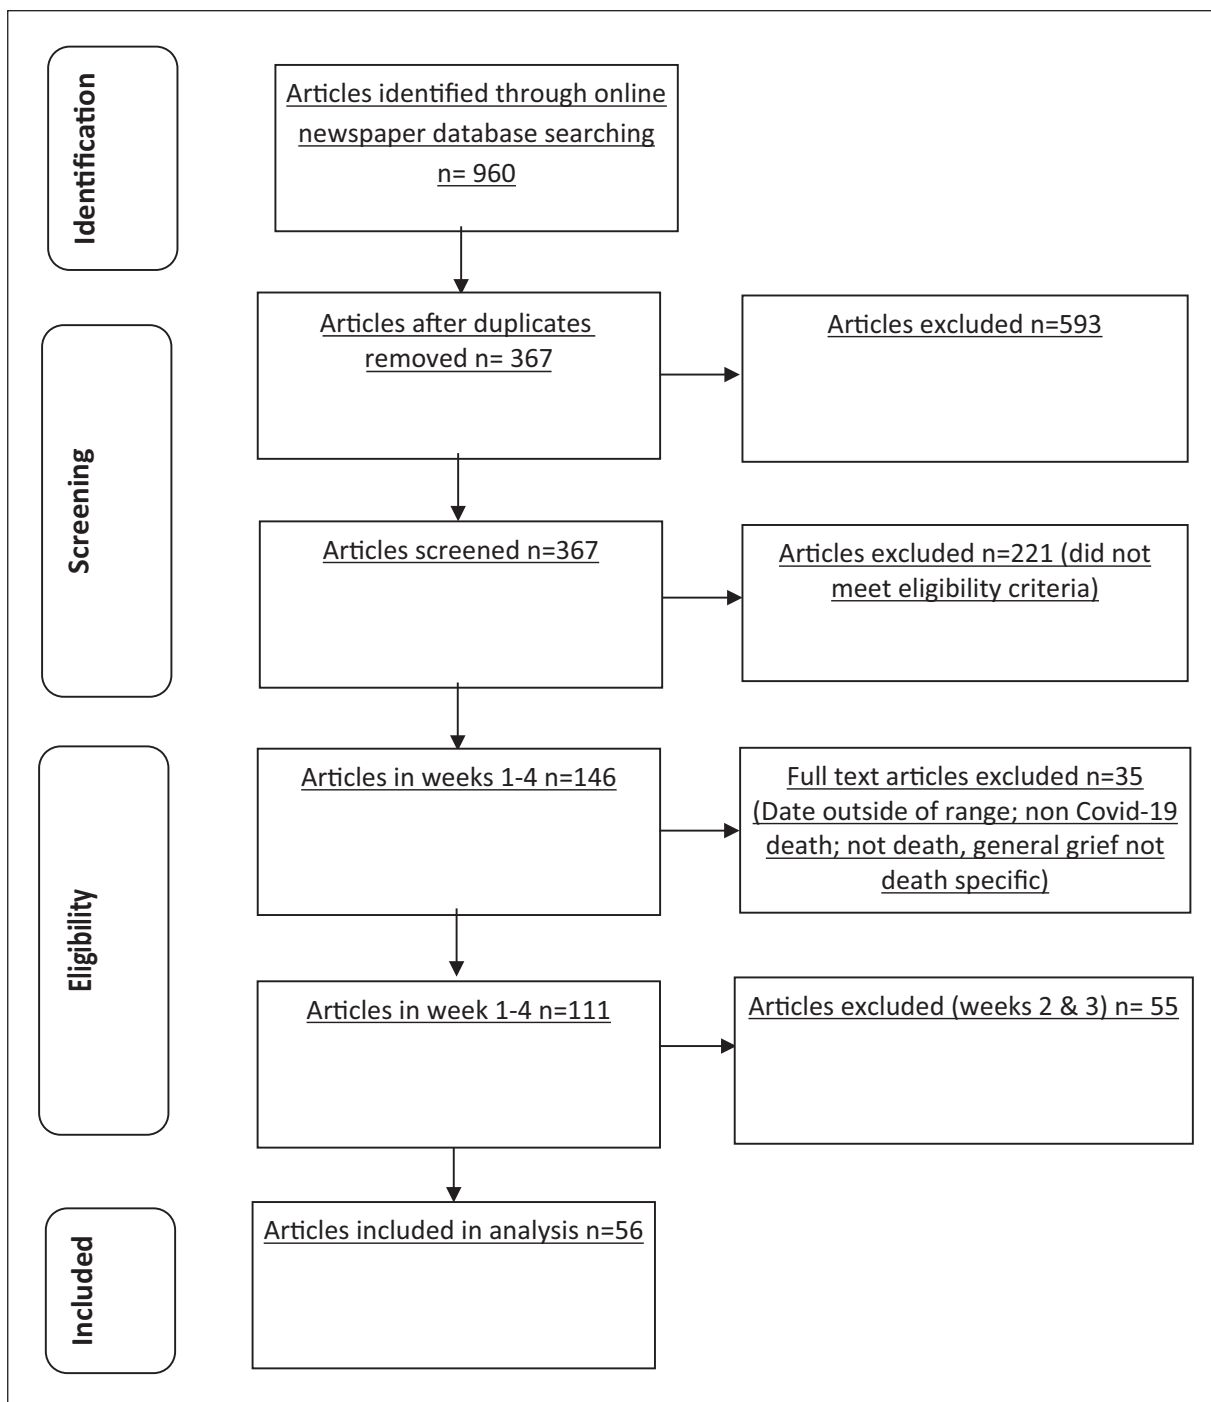 Identification
Articles identified through online
newspaper database searching
n= 960
Screening
Articles after duplicates
removed n= 367
Articles excluded n=593
Articles screened n=367
Articles excluded n=221 (did not
meet eligibility criteria)
Eligibility
Articles in weeks 1-4 n=146
Full text articles excluded n=35
(Date outside of range; non Covid-19
death; not death, general grief not
death specific)
Articles in week 1-4 n=111
Articles excluded (weeks 2 & 3) n= 55
Included
Articles included in analysis n=56